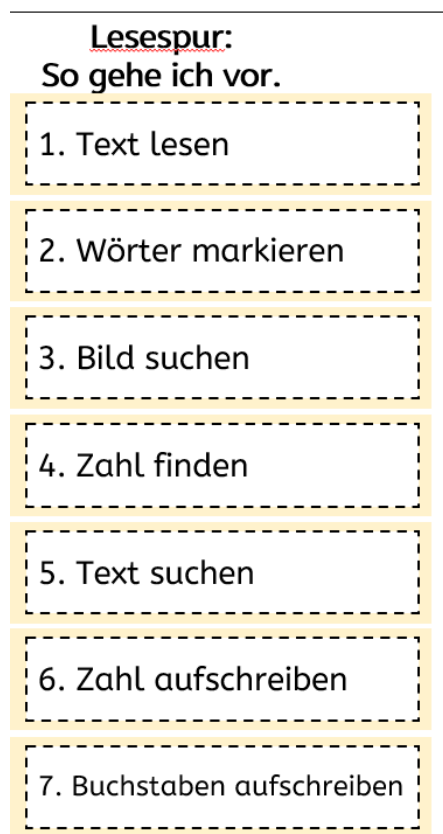 Lesespur:
So gehe ich vor.
1. Text lesen
2. Wörter markieren
3. Bild suchen
4. Zahl finden
5. Text suchen
6. Zahl aufschreiben
7. Buchstaben aufschreiben